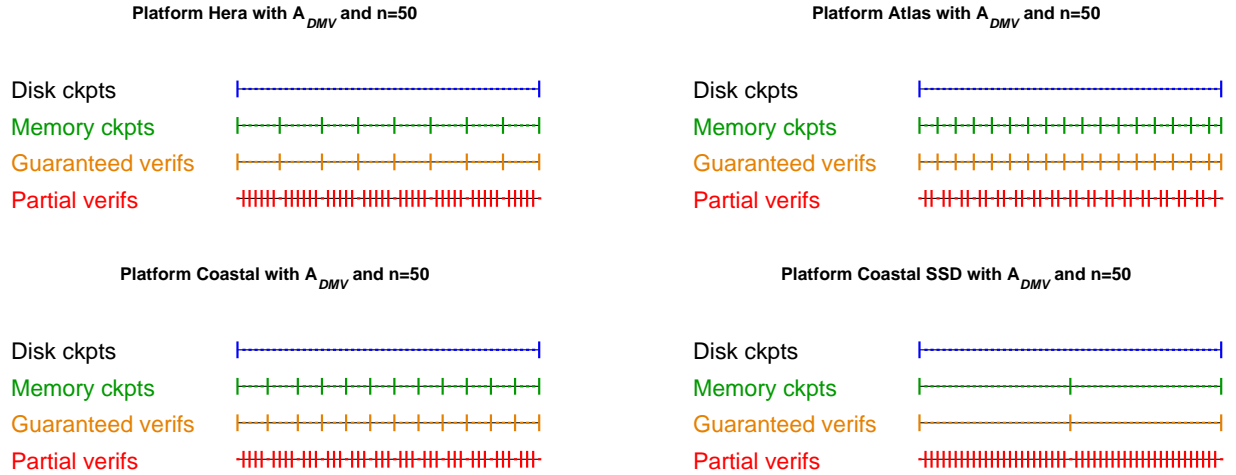 Platform Hera with A_DMV and n=50
Disk ckpts
Memory ckpts
Guaranteed verifs
Partial verifs
Platform Atlas with A_DMV and n=50
Disk ckpts
Memory ckpts
Guaranteed verifs
Partial verifs
Platform Coastal with A_DMV and n=50
Disk ckpts
Memory ckpts
Guaranteed verifs
Partial verifs
Platform Coastal SSD with A_DMV and n=50
Disk ckpts
Memory ckpts
Guaranteed verifs
Partial verifs